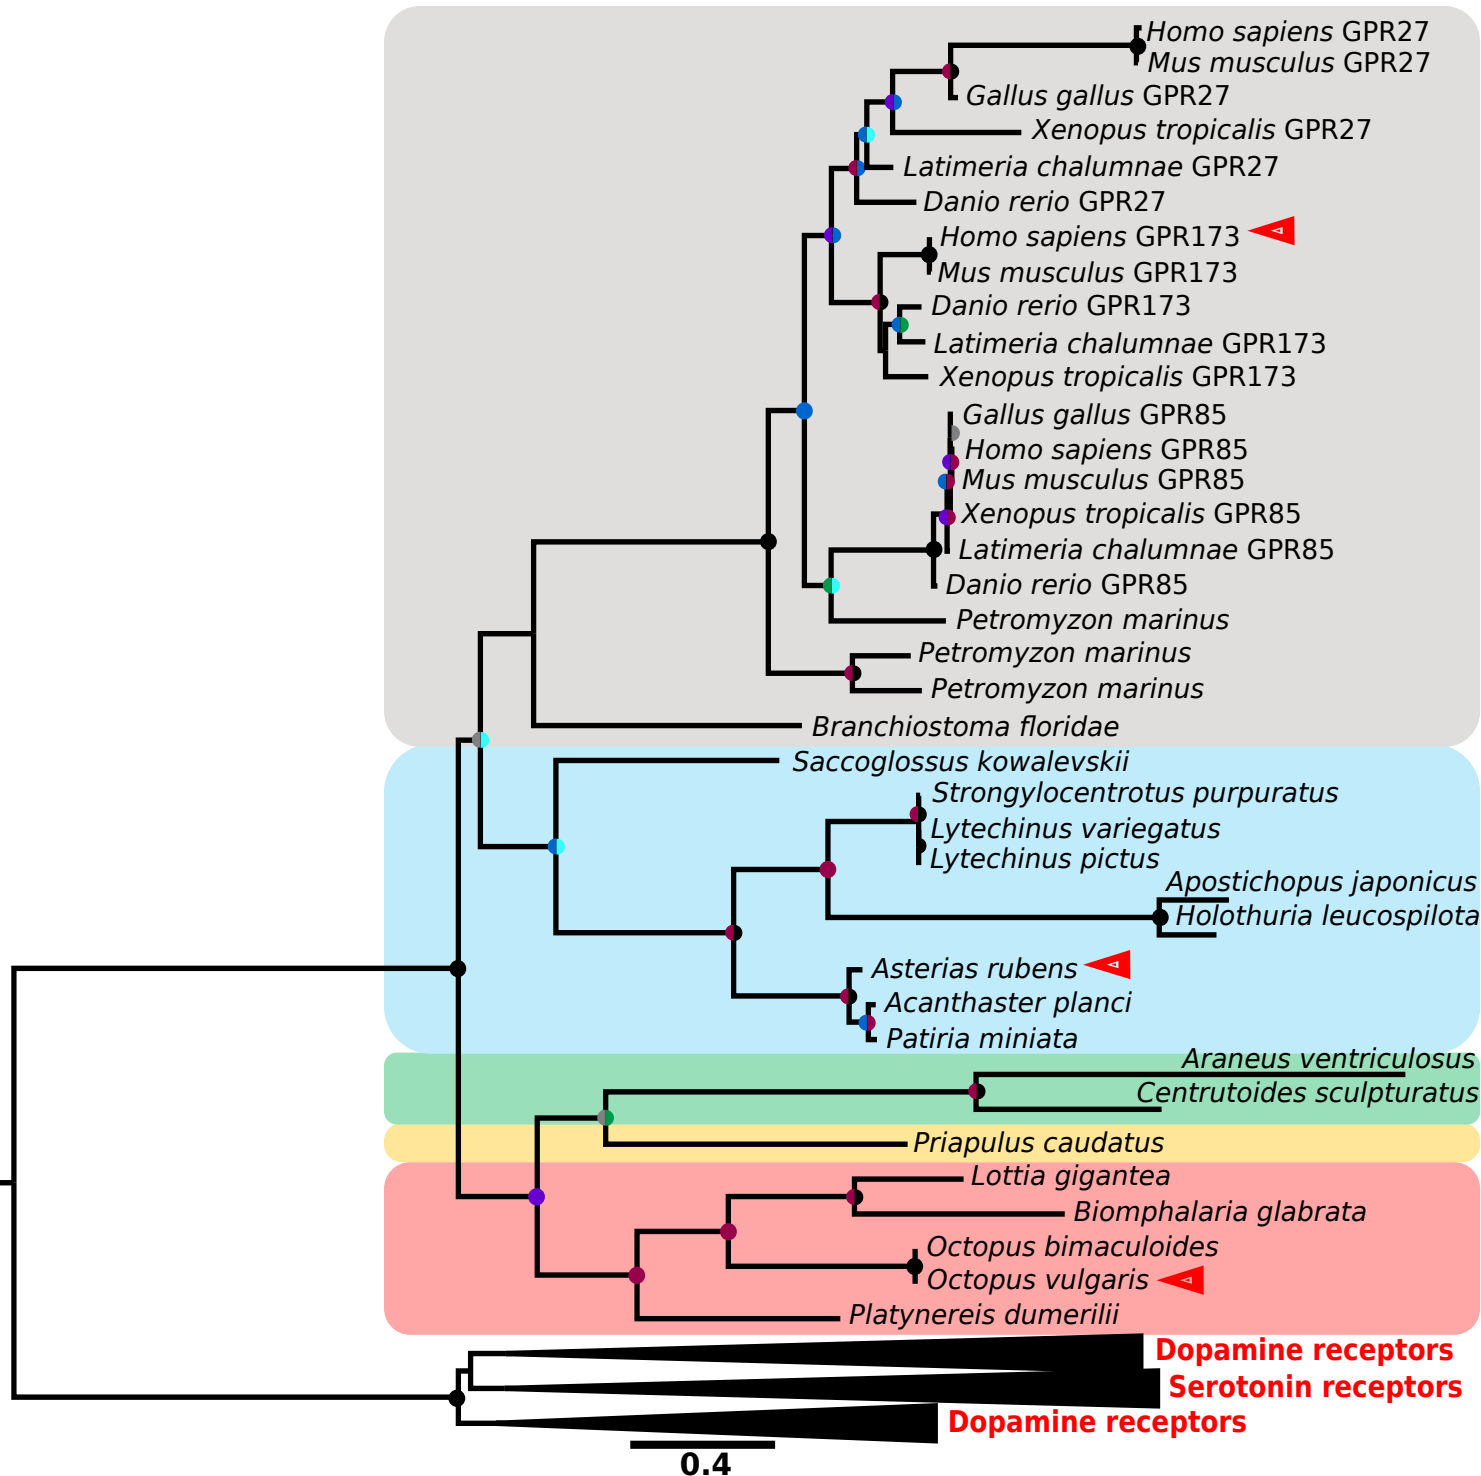 Homo sapiens GPR27
Mus musculus GPR27
Gallus gallus GPR27
Xenopus tropicalis GPR27
Latimeria chalumnae GPR27
Danio rerio GPR27
Homo sapiens GPR173
Mus musculus GPR173
Danio rerio GPR173
Latimeria chalumnae GPR173
Xenopus tropicalis GPR173
Gallus gallus GPR85
Homo sapiens GPR85
Mus musculus GPR85
Xenopus tropicalis GPR85
Latimeria chalumnae GPR85
Danio rerio GPR85
Petromyzon marinus
Petromyzon marinus
Petromyzon marinus
Branchiostoma floridae
Saccoglossus kowalevskii
Strongylocentrotus purpuratus
Lytechinus variegatus
Lytechinus pictus
Apostichopus japonicus
Holothuria leucospilota
Asterias rubens
Acanthaster planci
Patiria miniata
Araneus ventriculosus
Centrutoides sculpturatus
Priapulus caudatus
Lottia gigantea
Biomphalaria glabrata
Octopus bimaculoides
Octopus vulgaris
Platynereis dumerilii
Dopamine receptors
Serotonin receptors
Dopamine receptors
0.4